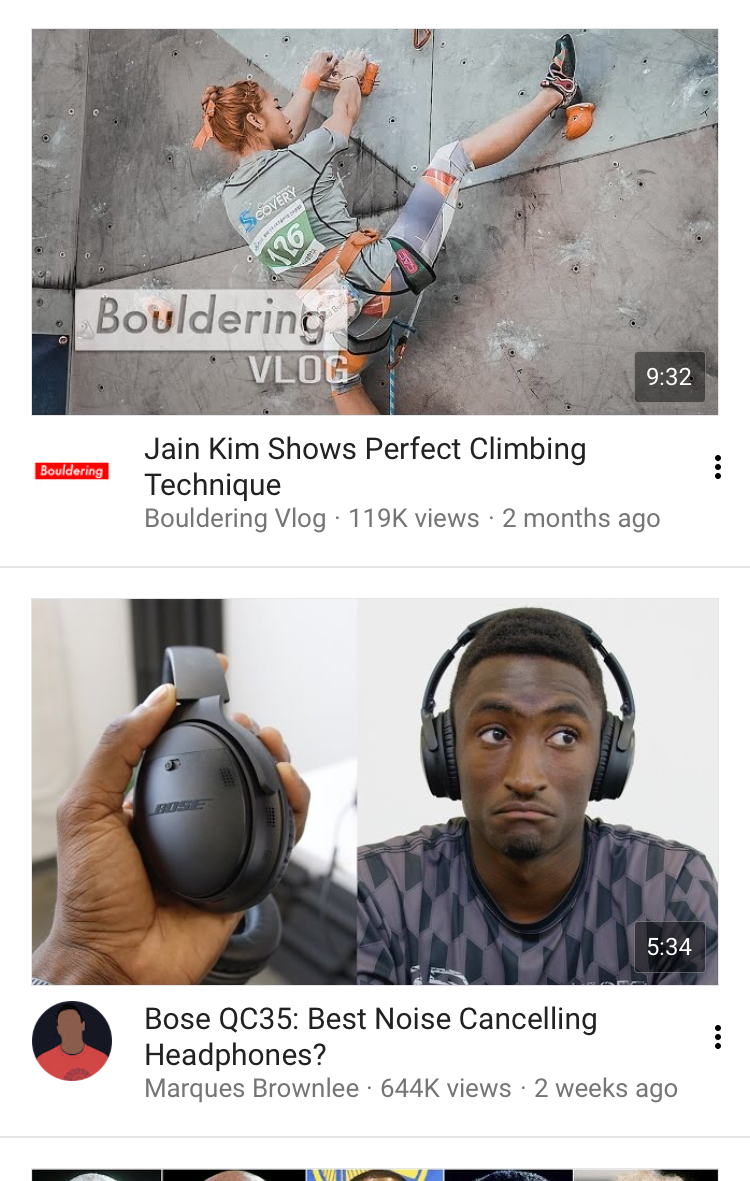 COVERY
126
Bouldering
VLOG
9:32
Bouldering
Jain Kim Shows Perfect Climbing
Technique
Bouldering Vlog · 119K views · 2 months ago
BOSE
5:34
Bose QC35: Best Noise Cancelling
Headphones?
Marques Brownlee · 644K views · 2 weeks ago